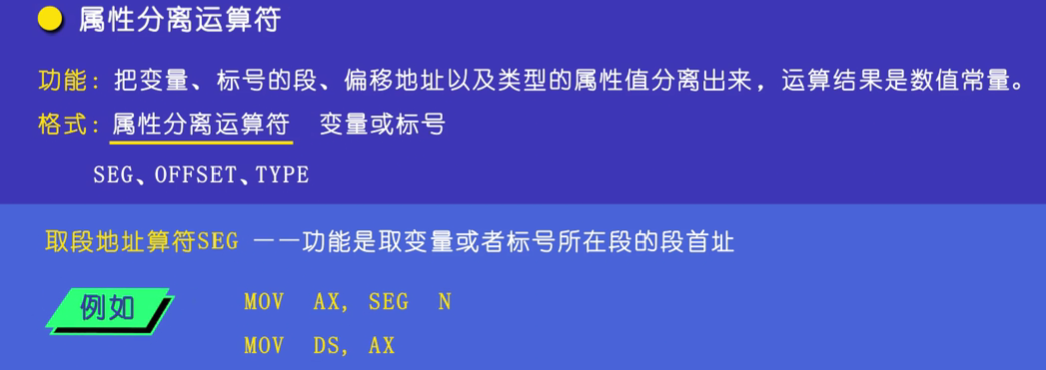 属性分离运算符
功能：把变量、标号的段、偏移地址以及类型的属性值分离出来，运算结果是数值常量。
格式：属性分离运算符 变量或标号
SEG、OFFSET、TYPE
取段地址算符SEG ——功能是取变量或者标号所在段的段首址
例如
MOV AX, SEG N
MOV DS, AX